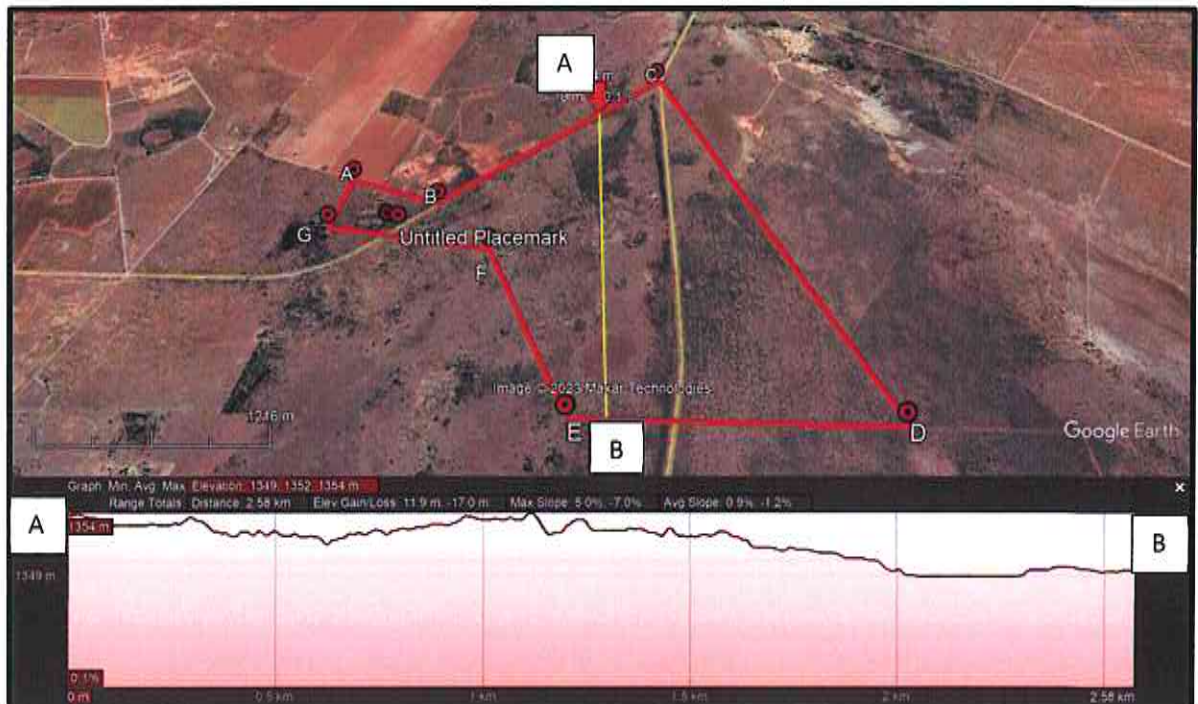 A
C
A
B
G
Untitled Placemark
F
Image © 2023 Maxar Technologies
1246 m
E
B
D
Google Earth
Graph: Min, Avg, Max Elevation: 1349, 1352, 1354 m
Range Totals: Distance: 2.58 km Elev Gain/Loss: 11.9 m, -17.0 m Max Slope: 5.0%, -7.0% Avg Slope: 0.9%, -1.2%
A
1354 m
B
1349 m
0.1%
0 m 0.5 km 1 km 1.5 km 2 km 2.58 km